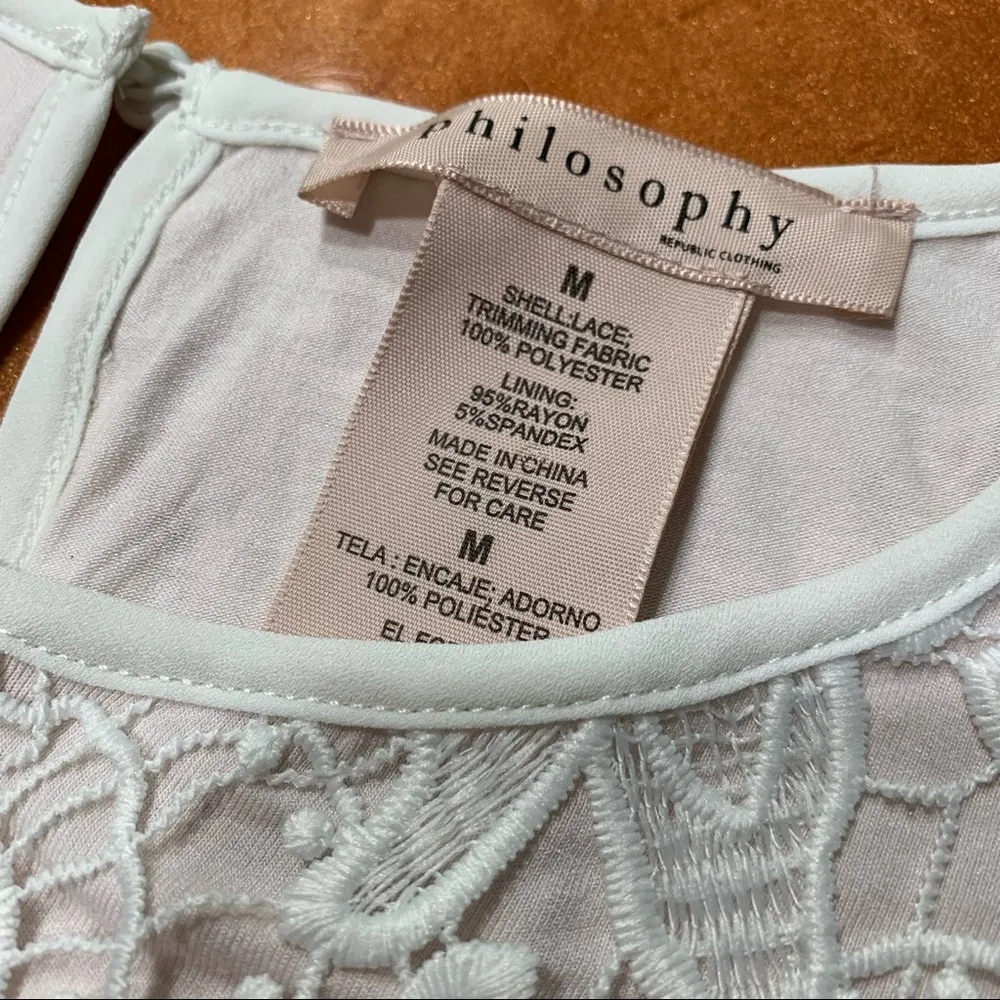 philosophy
REPUBLIC CLOTHING
M
SHELL:LACE;
TRIMMING FABRIC
100% POLYESTER
LINING:
95%RAYON
5%SPANDEX
MADE IN CHINA
SEE REVERSE
FOR CARE
M
TELA : ENCAJE; ADORNO
100% POLIÉSTER
EL